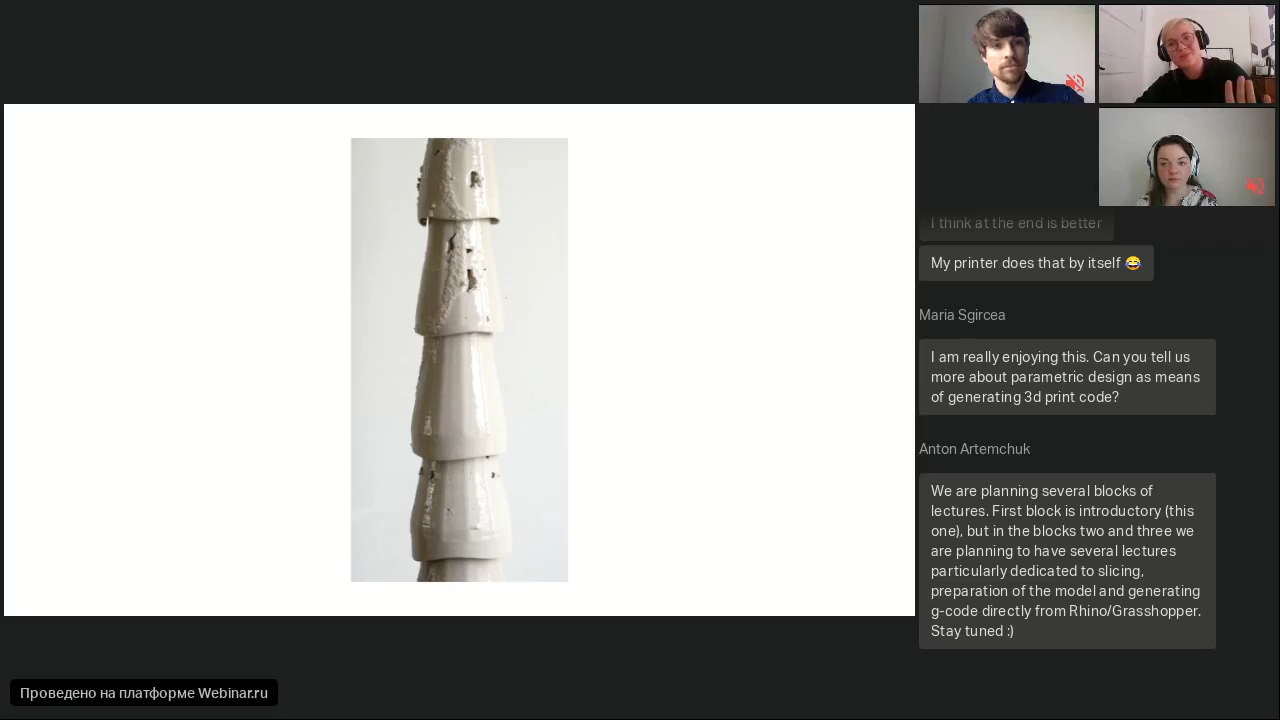 I think at the end is better
My printer does that by itself 😂
Maria Sgircea
I am really enjoying this. Can you tell us
more about parametric design as means
of generating 3d print code?
Anton Artemchuk
We are planning several blocks of
lectures. First block is introductory (this
one), but in the blocks two and three we
are planning to have several lectures
particularly dedicated to slicing,
preparation of the model and generating
g-code directly from Rhino/Grasshopper.
Stay tuned :)
Проведено на платформе Webinar.ru